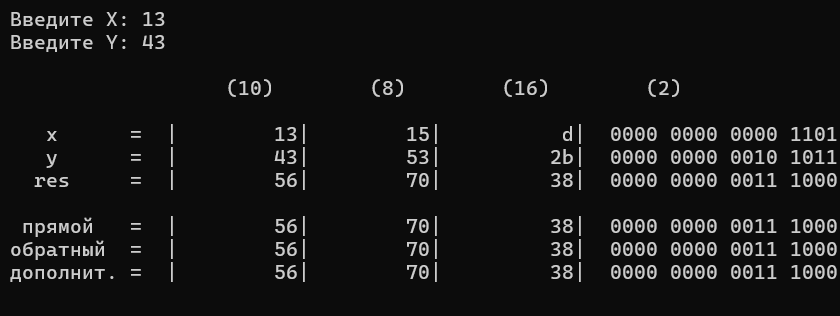 Введите X: 13
Введите Y: 43
(10) (8) (16) (2)
x = | 13| 15| d| 0000 0000 0000 1101
y = | 43| 53| 2b| 0000 0000 0010 1011
res = | 56| 70| 38| 0000 0000 0011 1000
прямой = | 56| 70| 38| 0000 0000 0011 1000
обратный = | 56| 70| 38| 0000 0000 0011 1000
дополнит. = | 56| 70| 38| 0000 0000 0011 1000